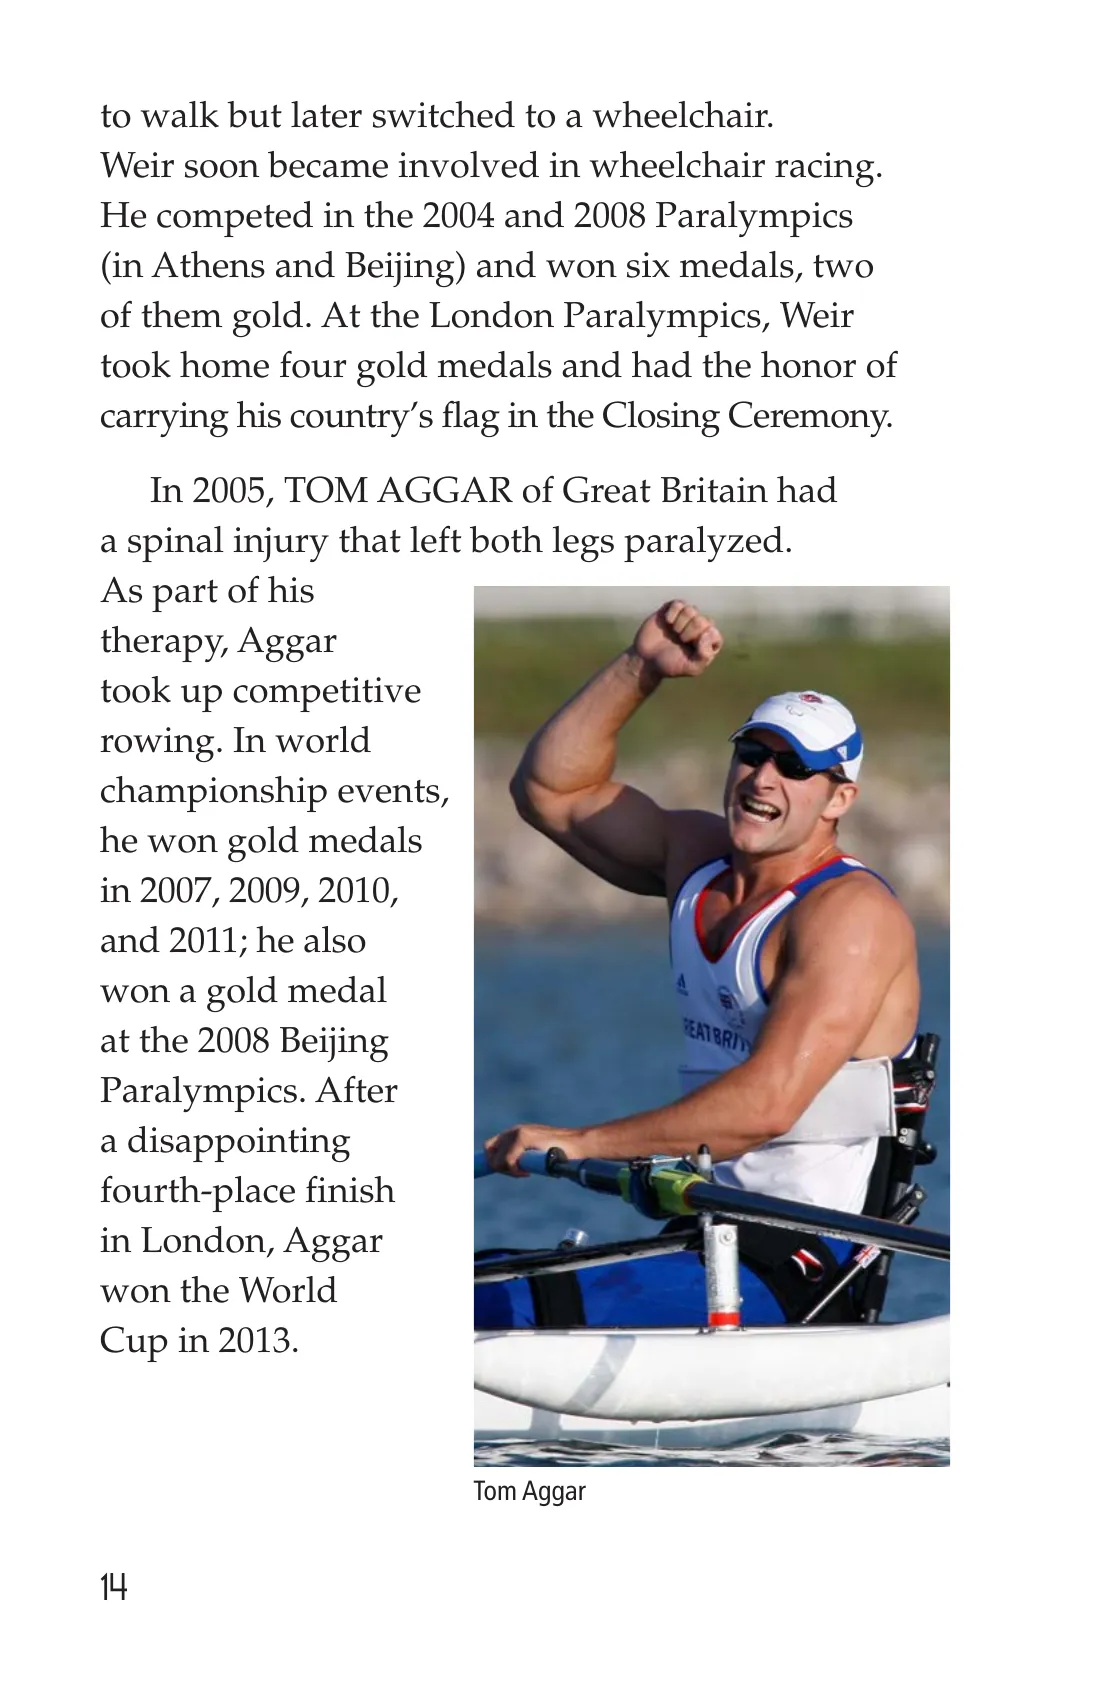 to walk but later switched to a wheelchair.
Weir soon became involved in wheelchair racing.
He competed in the 2004 and 2008 Paralympics
(in Athens and Beijing) and won six medals, two
of them gold. At the London Paralympics, Weir
took home four gold medals and had the honor of
carrying his country’s flag in the Closing Ceremony.
In 2005, TOM AGGAR of Great Britain had
a spinal injury that left both legs paralyzed.
As part of his
therapy, Aggar
took up competitive
rowing. In world
championship events,
he won gold medals
in 2007, 2009, 2010,
and 2011; he also
won a gold medal
at the 2008 Beijing
Paralympics. After
a disappointing
fourth-place finish
in London, Aggar
won the World
Cup in 2013.
REAT BRIT
Tom Aggar
14